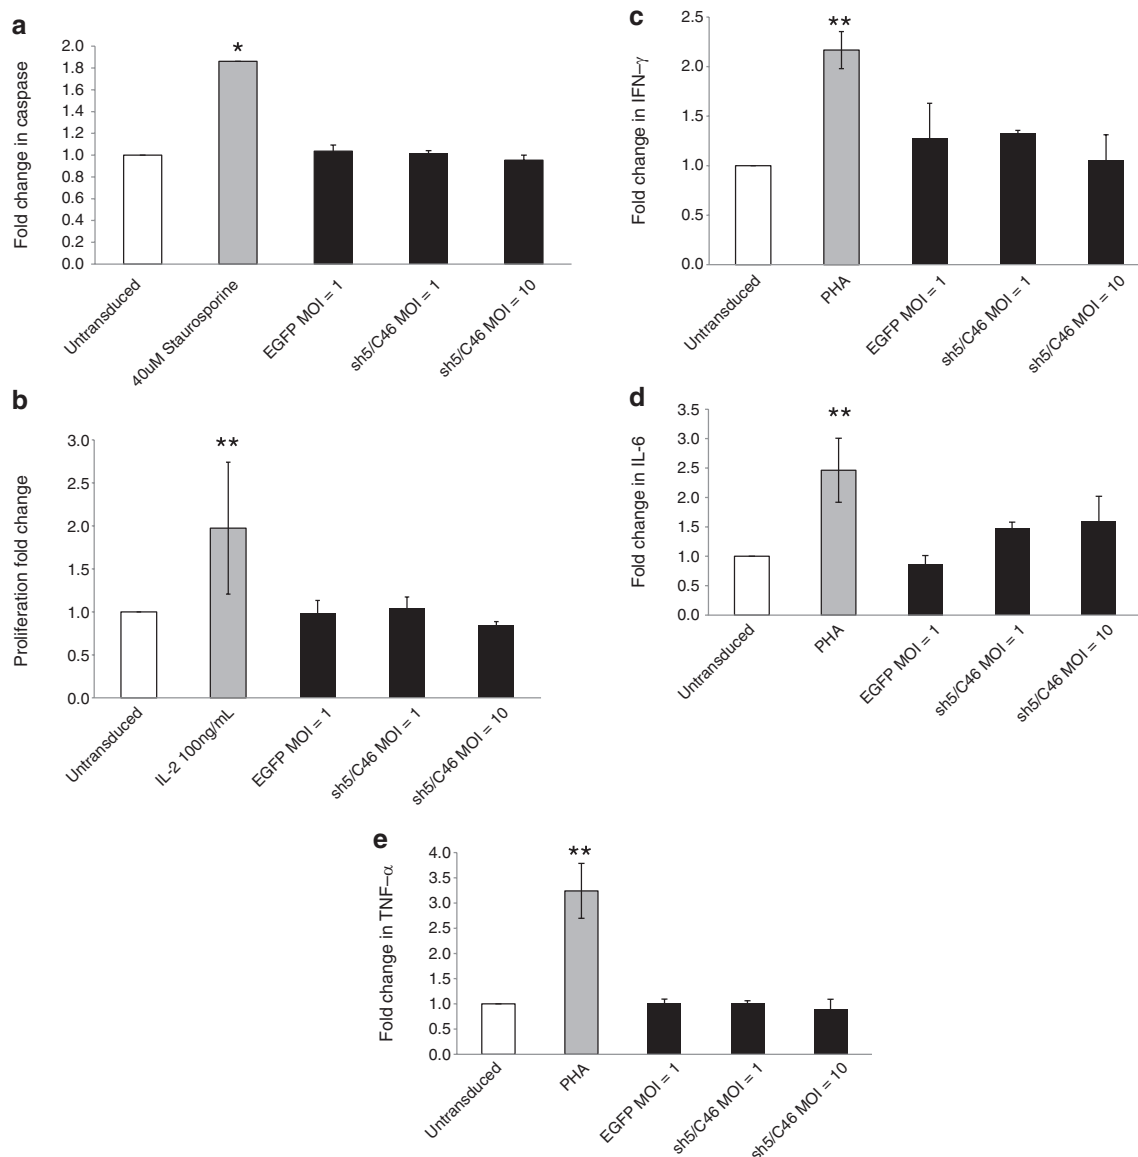 a
Fold change in caspase
2.0
1.8
1.6
1.4
1.2
1.0
0.8
0.6
0.4
0.2
0.0
*
Untransduced
40uM Staurosporine
EGFP MOI = 1
sh5/C46 MOI = 1
sh5/C46 MOI = 10
b
Proliferation fold change
3.0
2.5
2.0
1.5
1.0
0.5
0.0
**
Untransduced
IL-2 100ng/mL
EGFP MOI = 1
sh5/C46 MOI = 1
sh5/C46 MOI = 10
c
Fold change in IFN–γ
2.5
2.0
1.5
1.0
0.5
0.0
**
Untransduced
PHA
EGFP MOI = 1
sh5/C46 MOI = 1
sh5/C46 MOI = 10
d
Fold change in IL-6
3.5
3.0
2.5
2.0
1.5
1.0
0.5
0.0
**
Untransduced
PHA
EGFP MOI = 1
sh5/C46 MOI = 1
sh5/C46 MOI = 10
e
Fold change in TNF–α
4.0
3.5
3.0
2.5
2.0
1.5
1.0
0.5
0.0
**
Untransduced
PHA
EGFP MOI = 1
sh5/C46 MOI = 1
sh5/C46 MOI = 10